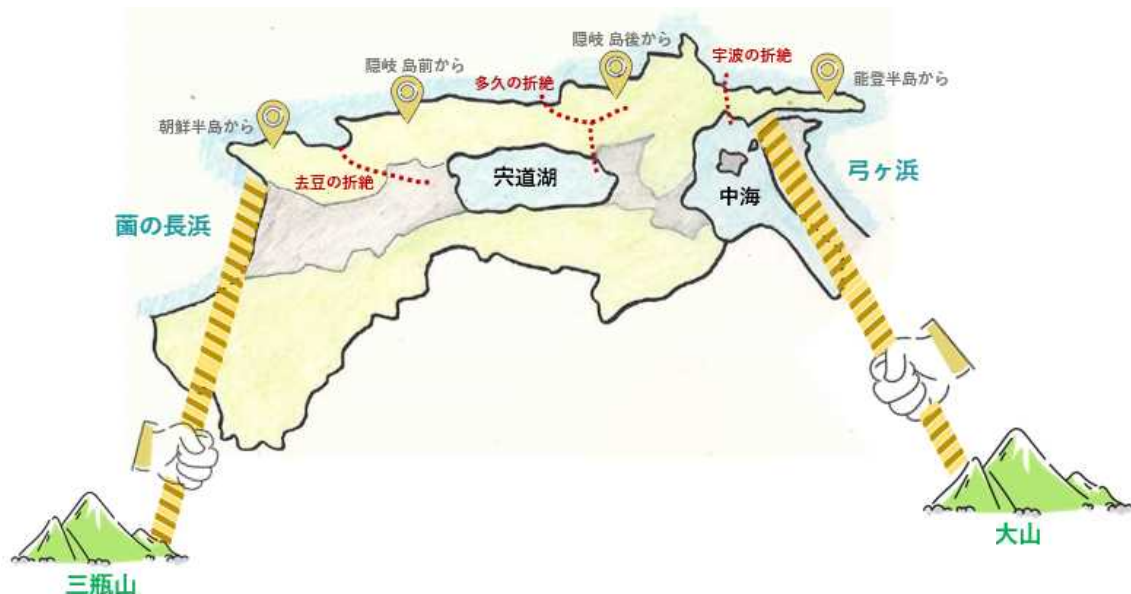 隠岐 島後から
宇波の折絶
隠岐 島前から
多久の折絶
能登半島から
朝鮮半島から
去豆の折絶
宍道湖
中海
弓ヶ浜
薗の長浜
大山
三瓶山